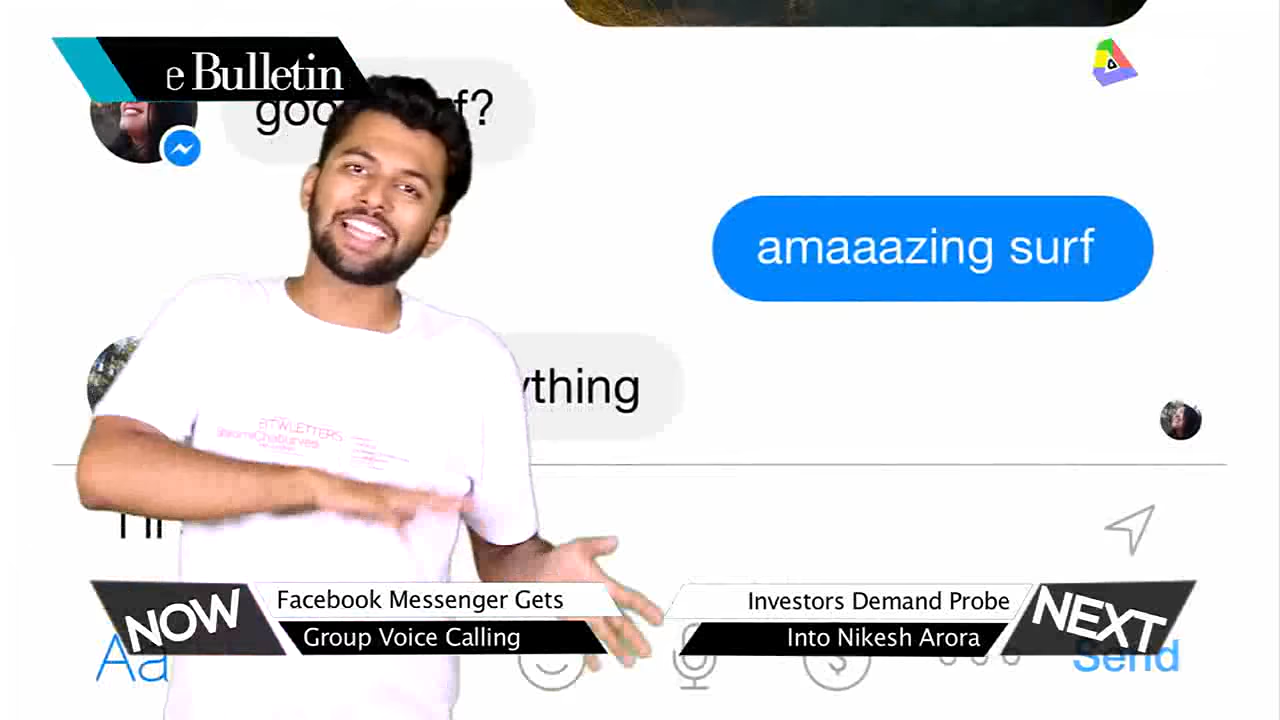 e Bulletin
goo f?
amaaazing surf
ything
NOW
Facebook Messenger Gets
Group Voice Calling
Investors Demand Probe
Into Nikesh Arora
NEXT
Aa
Send